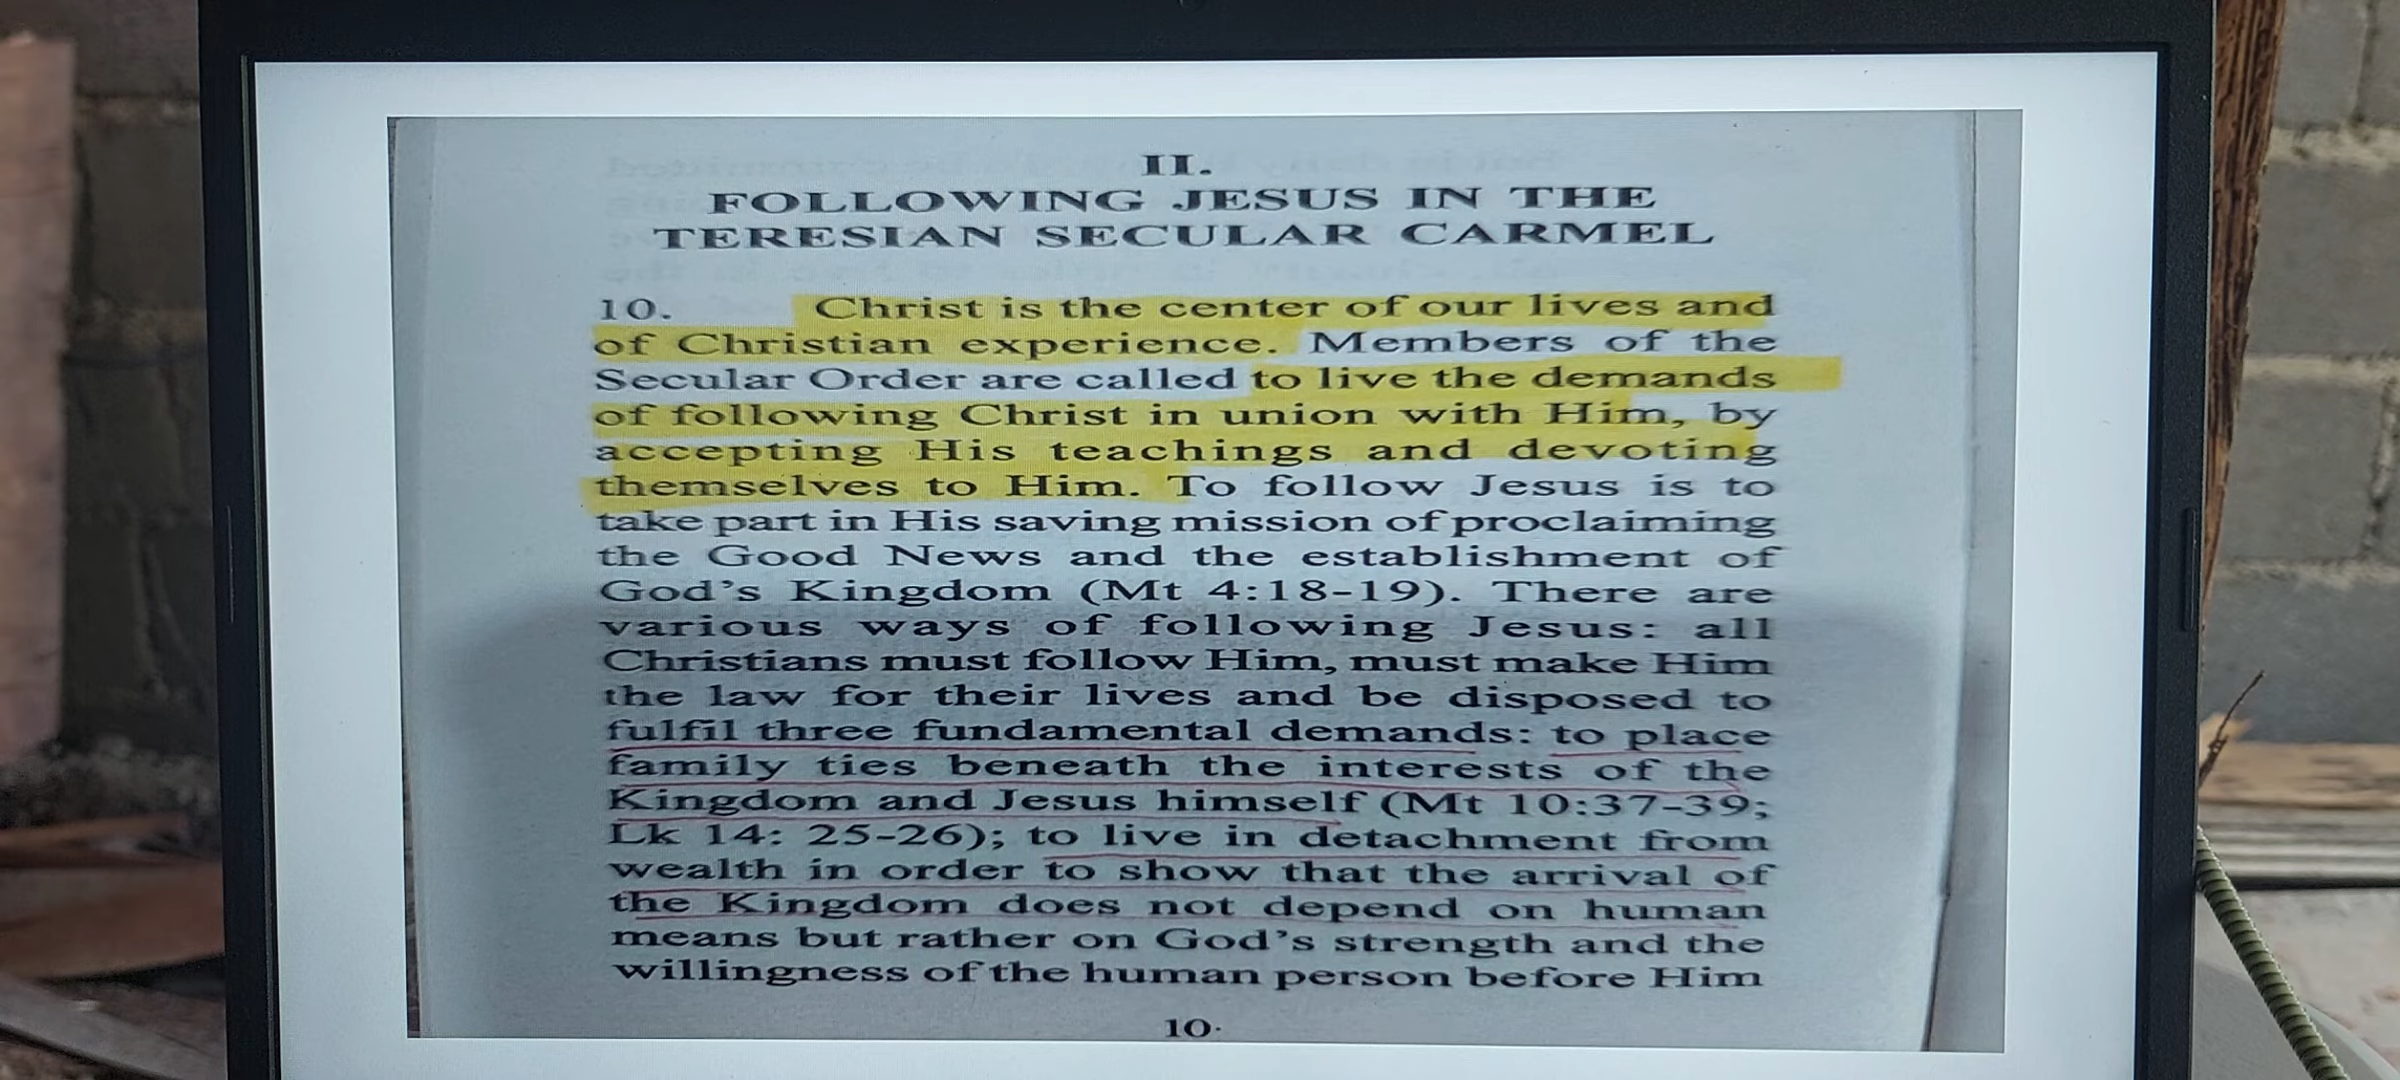 II.
FOLLOWING JESUS IN THE
TERESIAN SECULAR CARMEL
10. Christ is the center of our lives and
of Christian experience. Members of the
Secular Order are called to live the demands
of following Christ in union with Him, by
accepting His teachings and devoting
themselves to Him. To follow Jesus is to
take part in His saving mission of proclaiming
the Good News and the establishment of
God's Kingdom (Mt 4:18-19). There are
various ways of following Jesus: all
Christians must follow Him, must make Him
the law for their lives and be disposed to
fulfil three fundamental demands: to place
family ties beneath the interests of the
Kingdom and Jesus himself (Mt 10:37-39;
Lk 14: 25-26); to live in detachment from
wealth in order to show that the arrival of
the Kingdom does not depend on human
means but rather on God's strength and the
willingness of the human person before Him
10.